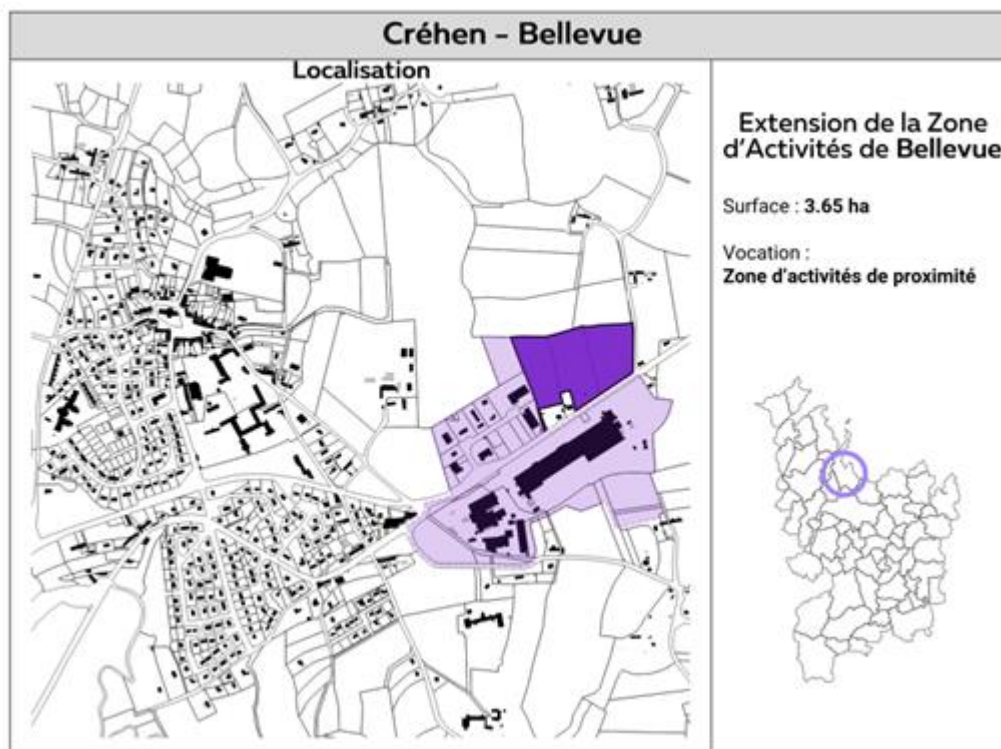 Créhen - Bellevue
Localisation
Extension de la Zone
d'Activités de Bellevue
Surface : 3.65 ha
Vocation :
Zone d'activités de proximité